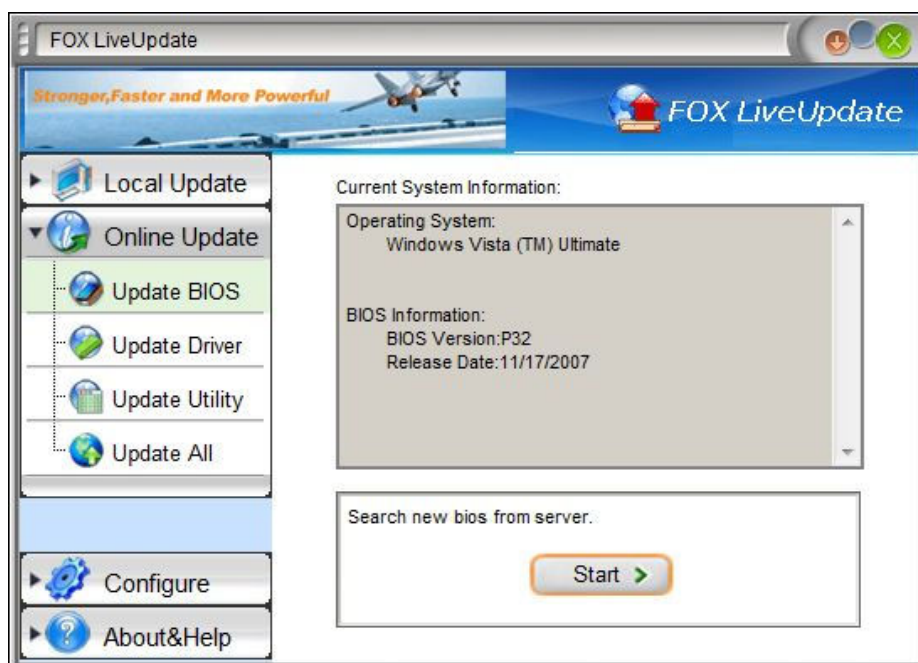 FOX LiveUpdate
Stronger,Faster and More Powerful
FOX LiveUpdate
Local Update
Online Update
Update BIOS
Update Driver
Update Utility
Update All
Configure
About&Help
Current System Information:
Operating System:
Windows Vista (TM) Ultimate
BIOS Information:
BIOS Version:P32
Release Date:11/17/2007
Search new bios from server.
Start >